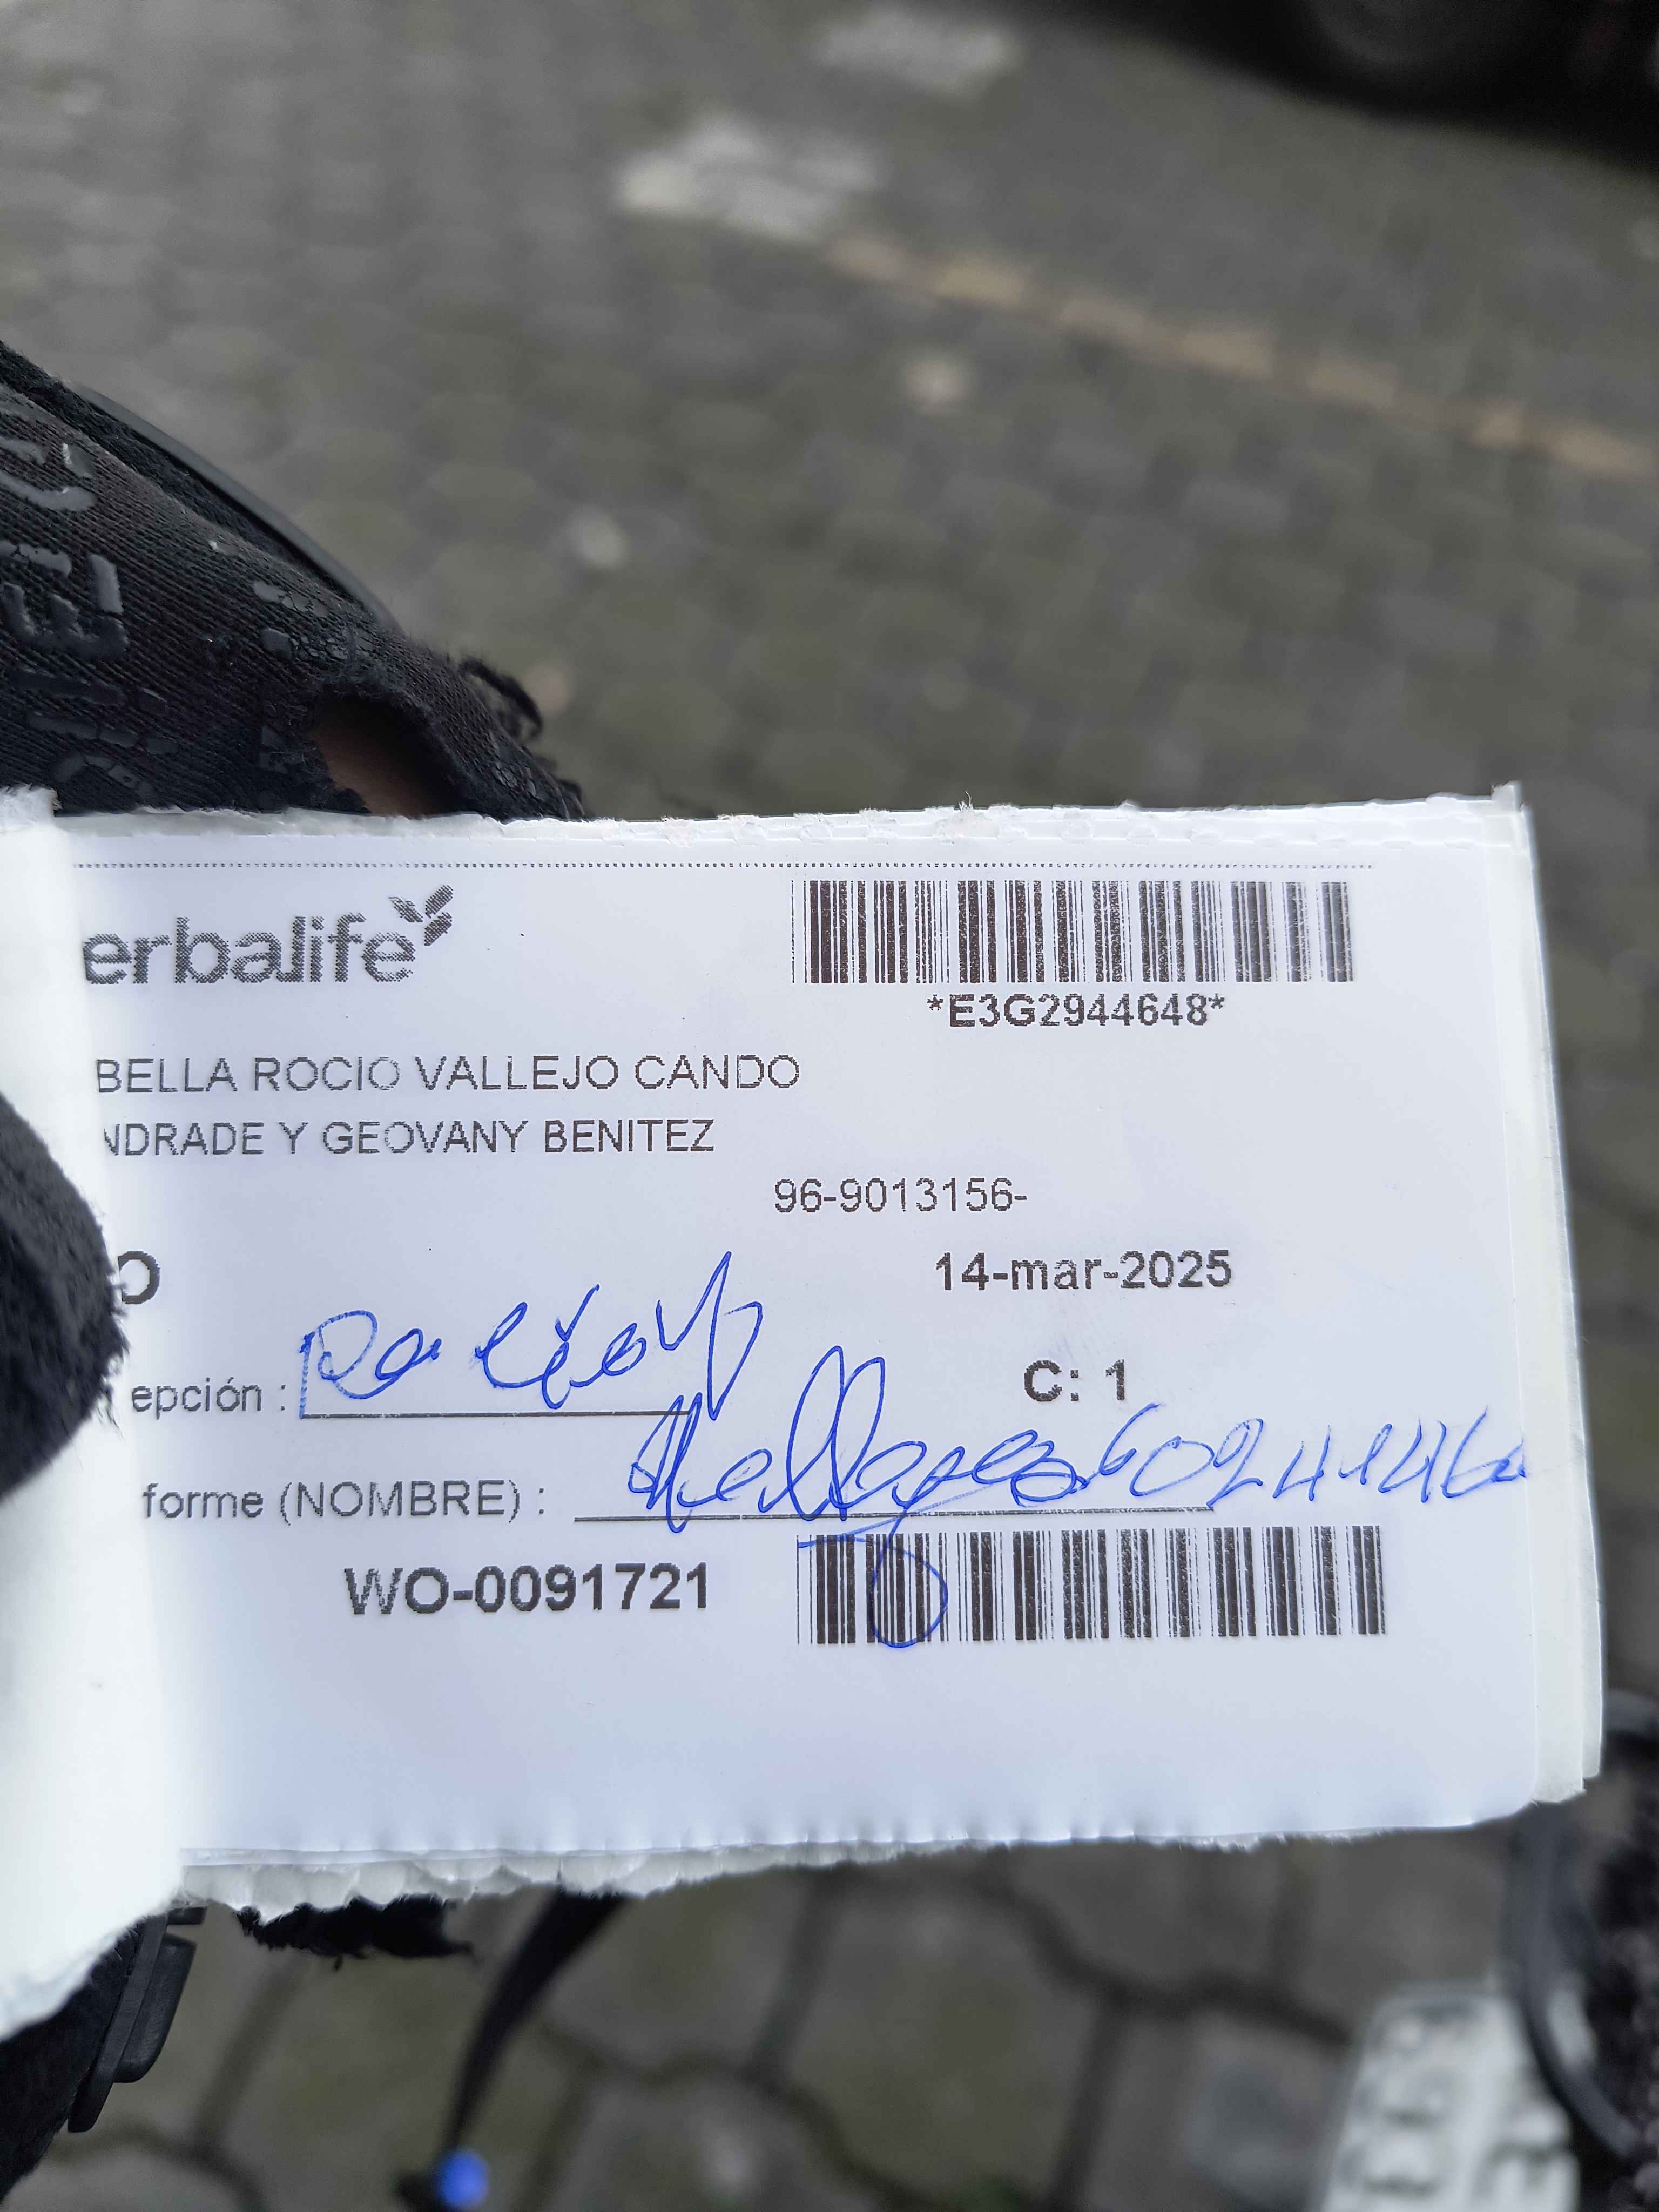 erbalife
*E3G2944648*
BELLA ROCIO VALLEJO CANDO
NDRADE Y GEOVANY BENITEZ
96-9013156-
O
14-mar-2025
epción :
C: 1
forme (NOMBRE) :
WO-0091721